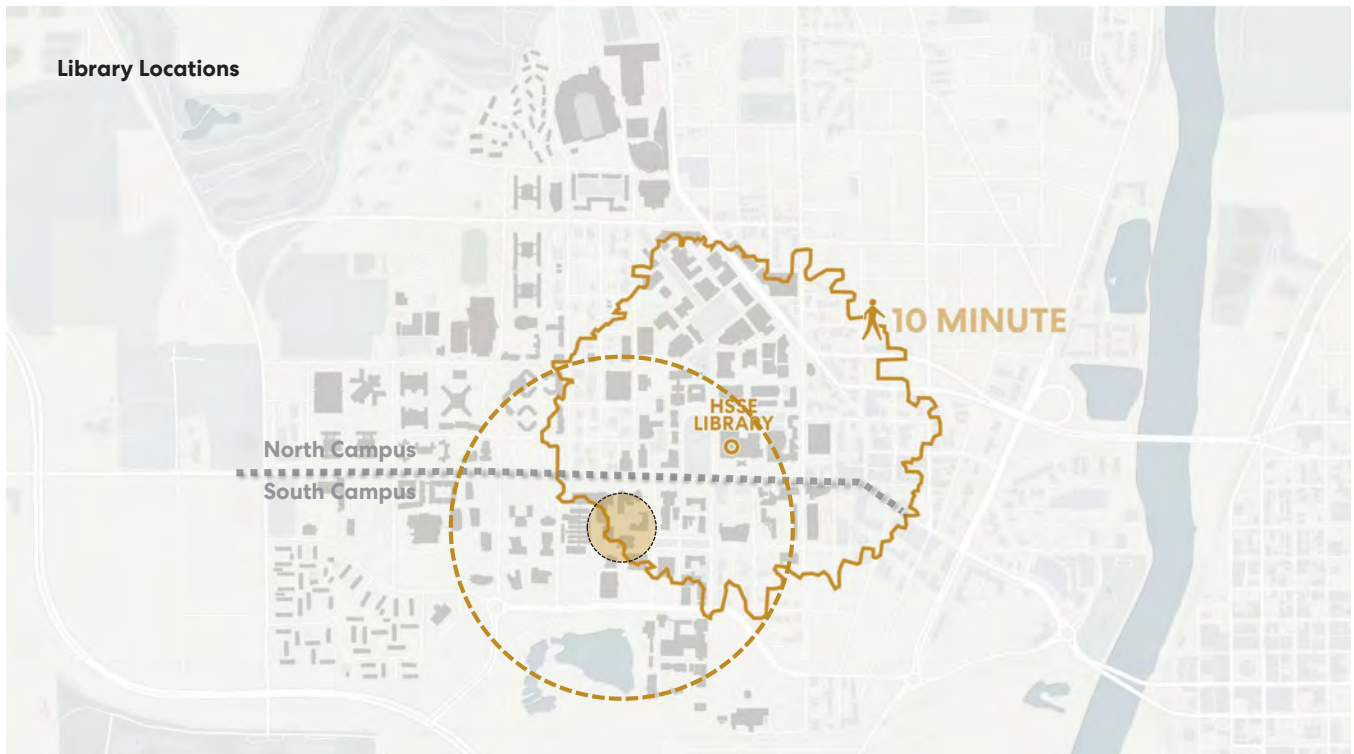 Library Locations
10 MINUTE
HSSE
LIBRARY
North Campus
South Campus